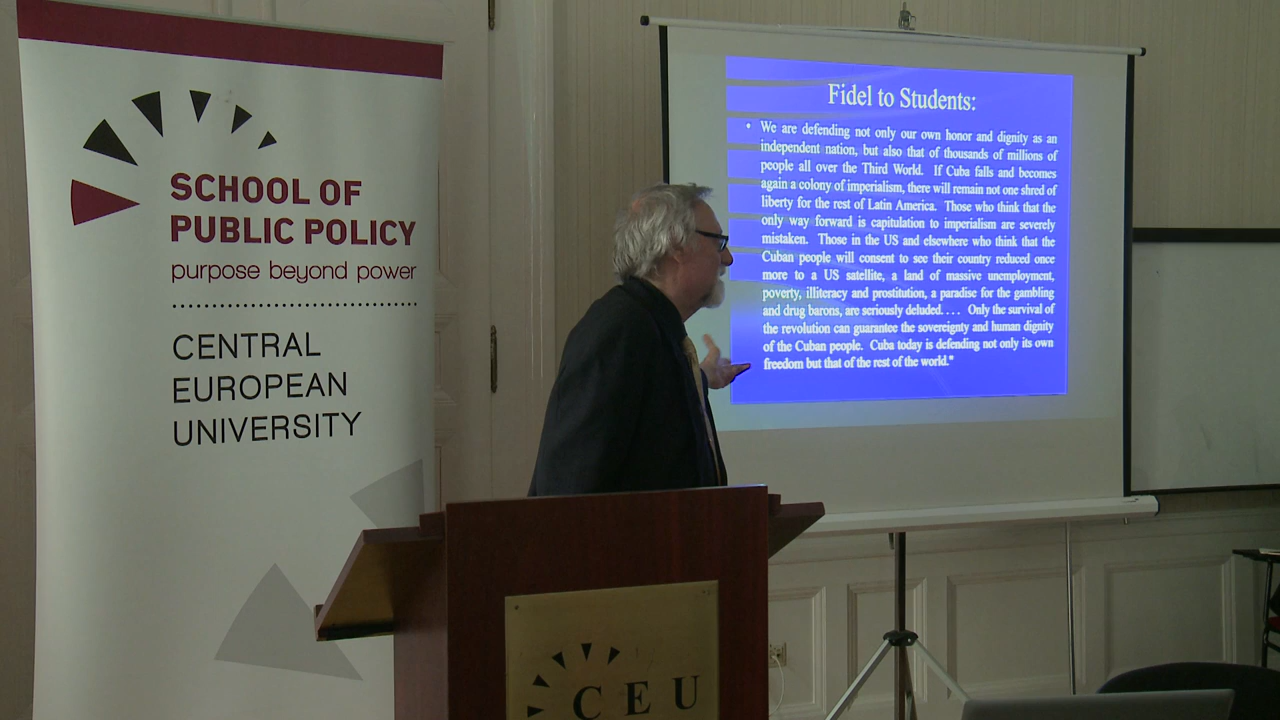 SCHOOL OF
PUBLIC POLICY
purpose beyond power
CENTRAL
EUROPEAN
UNIVERSITY
Fidel to Students:
• We are defending not only our own honor and dignity as an
independent nation, but also that of thousands of millions of
people all over the Third World. If Cuba falls and becomes
again a colony of imperialism, there will remain not one shred of
liberty for the rest of Latin America. Those who think that the
only way forward is capitulation to imperialism are severely
mistaken. Those in the US and elsewhere who think that the
Cuban people will consent to see their country reduced once
more to a US satellite, a land of massive unemployment,
poverty, illiteracy and prostitution, a paradise for the gambling
and drug barons, are seriously deluded. . . . Only the survival of
the revolution can guarantee the sovereignty and human dignity
of the Cuban people. Cuba today is defending not only its own
freedom but that of the rest of the world."
CEU